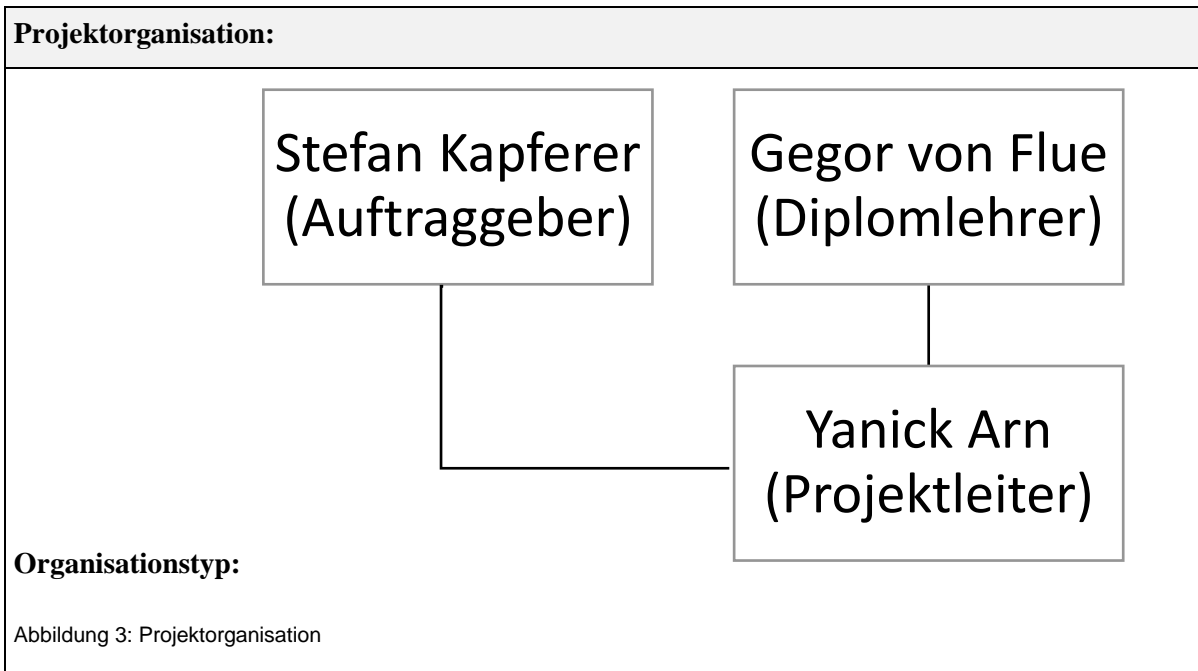 Projektorganisation:
Stefan Kapferer
(Auftraggeber)
Gegor von Flue
(Diplomlehrer)
Yanick Arn
(Projektleiter)
Organisationstyp:
Abbildung 3: Projektorganisation